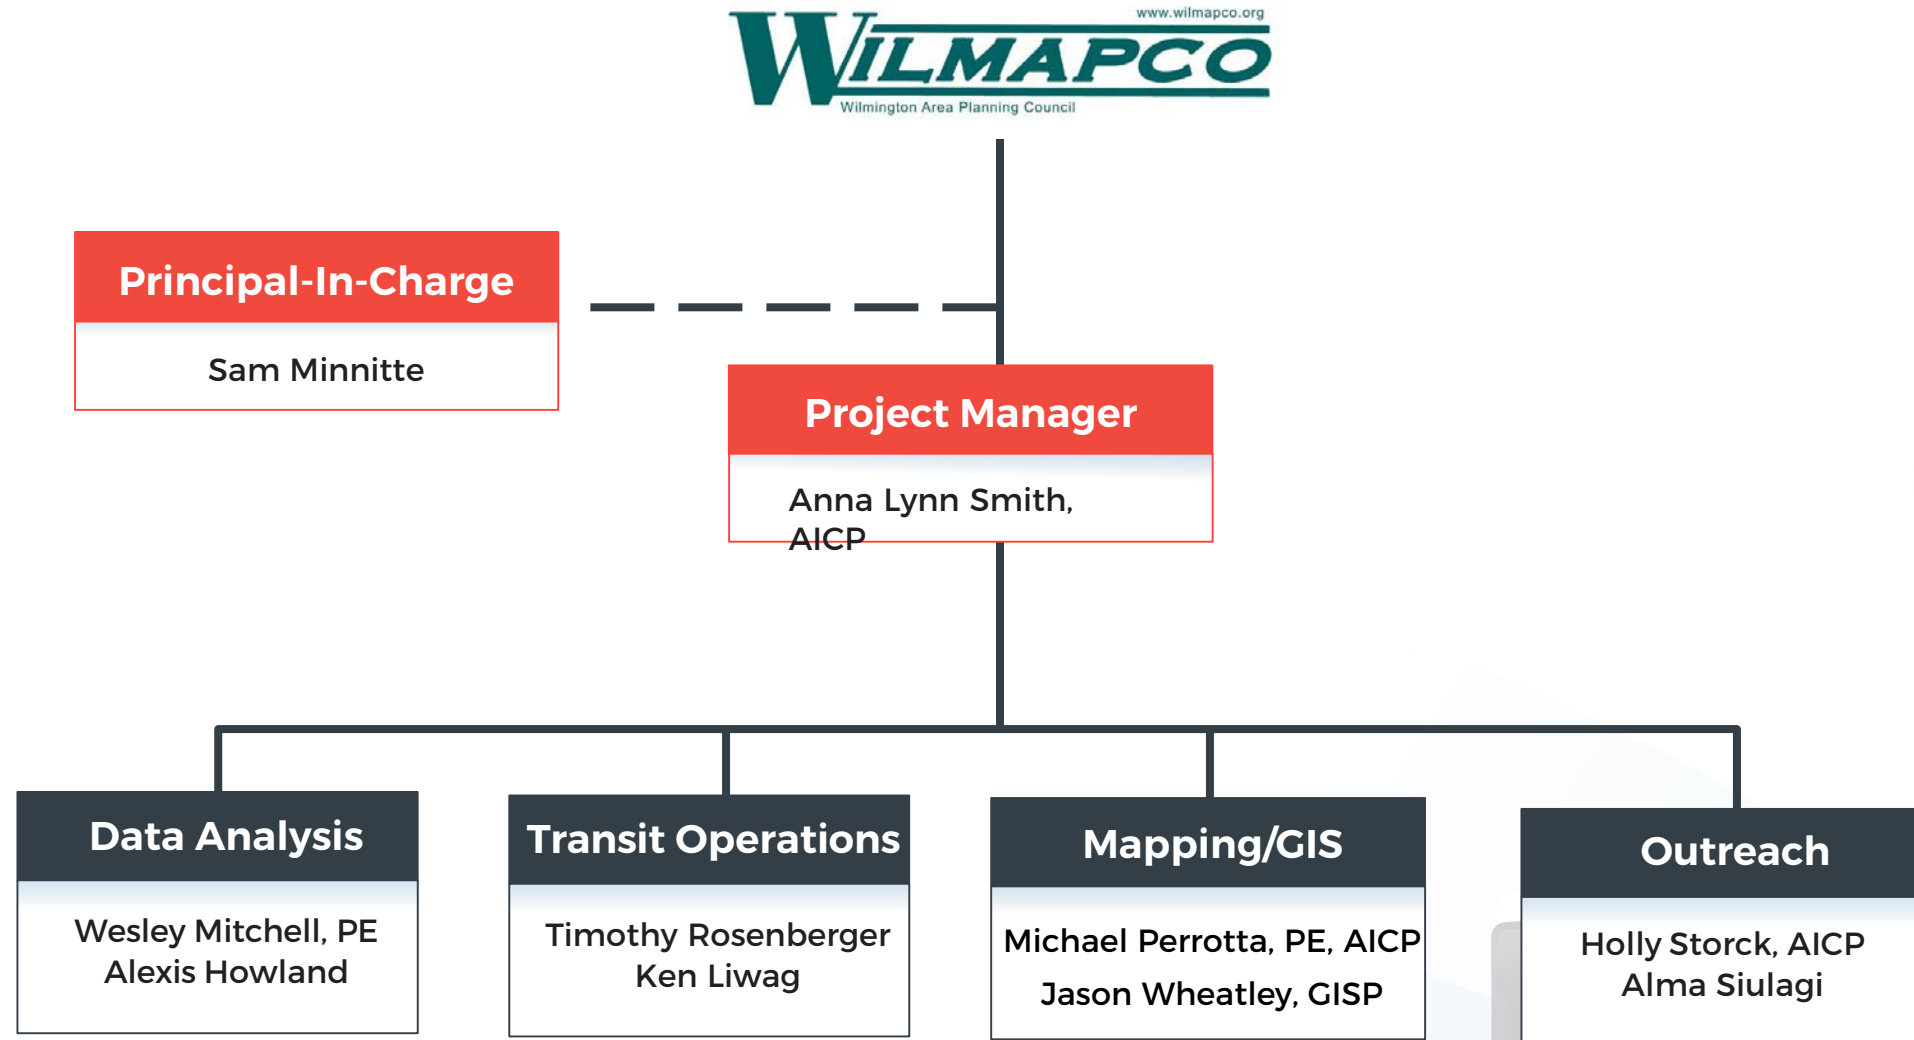 www.wilmapco.org
WILMAPCO
Wilmington Area Planning Council
Principal-In-Charge
Sam Minnitte
Project Manager
Anna Lynn Smith,
AICP
Data Analysis
Wesley Mitchell, PE
Alexis Howland
Transit Operations
Timothy Rosenberger
Ken Liwag
Mapping/GIS
Michael Perrotta, PE, AICP
Jason Wheatley, GISP
Outreach
Holly Storck, AICP
Alma Siulagi